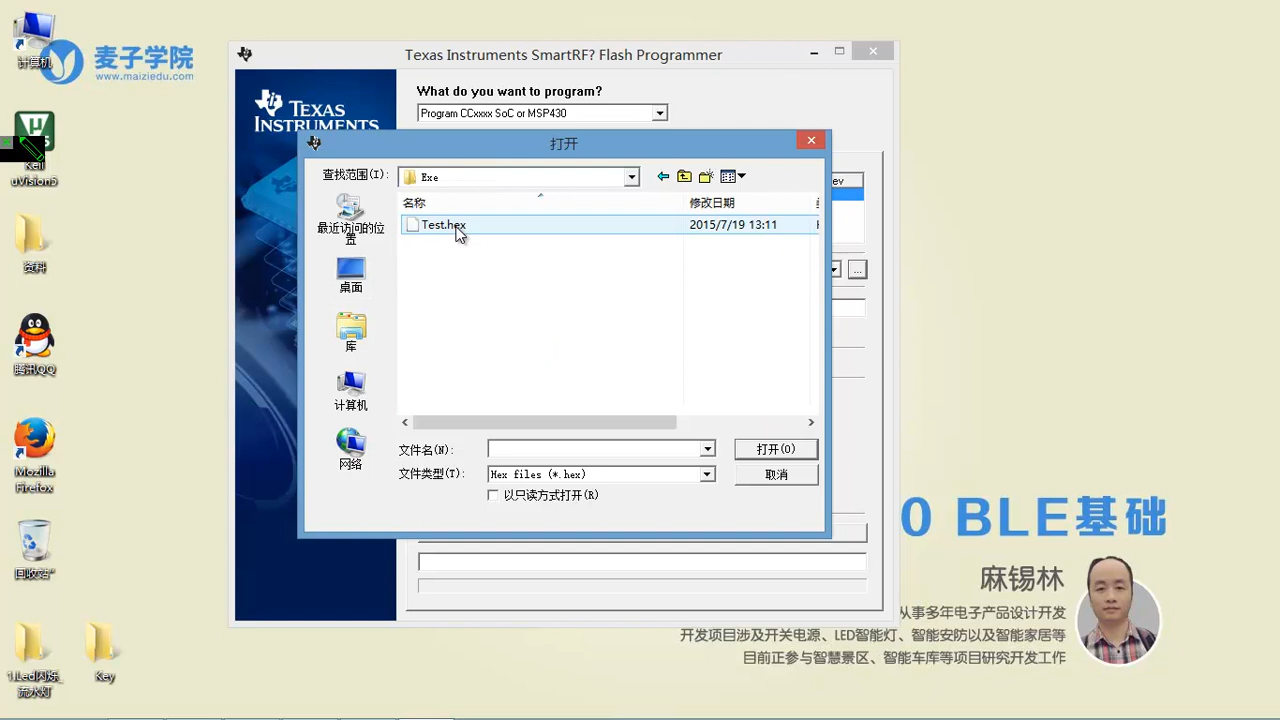 计算机
麦子学院
www.maiziedu.com
Keil
uVision5
资料
腾讯QQ
Mozilla
Firefox
回收站
1.Led闪烁_
流水灯
Key
Texas Instruments SmartRF? Flash Programmer
TEXAS
INSTRUMENTS
What do you want to program?
Program CCxxxx SoC or MSP430
ev
...
打开
查找范围(I):
Exe
最近访问的位
置
桌面
库
计算机
网络
名称
修改日期
Test.hex
2015/7/19 13:11
文件名(N):
打开(O)
文件类型(T):
Hex files (*.hex)
取消
以只读方式打开(R)
0 BLE基础
麻锡林
从事多年电子产品设计开发
开发项目涉及开关电源、LED智能灯、智能安防以及智能家居等
目前正参与智慧景区、智能车库等项目研究开发工作